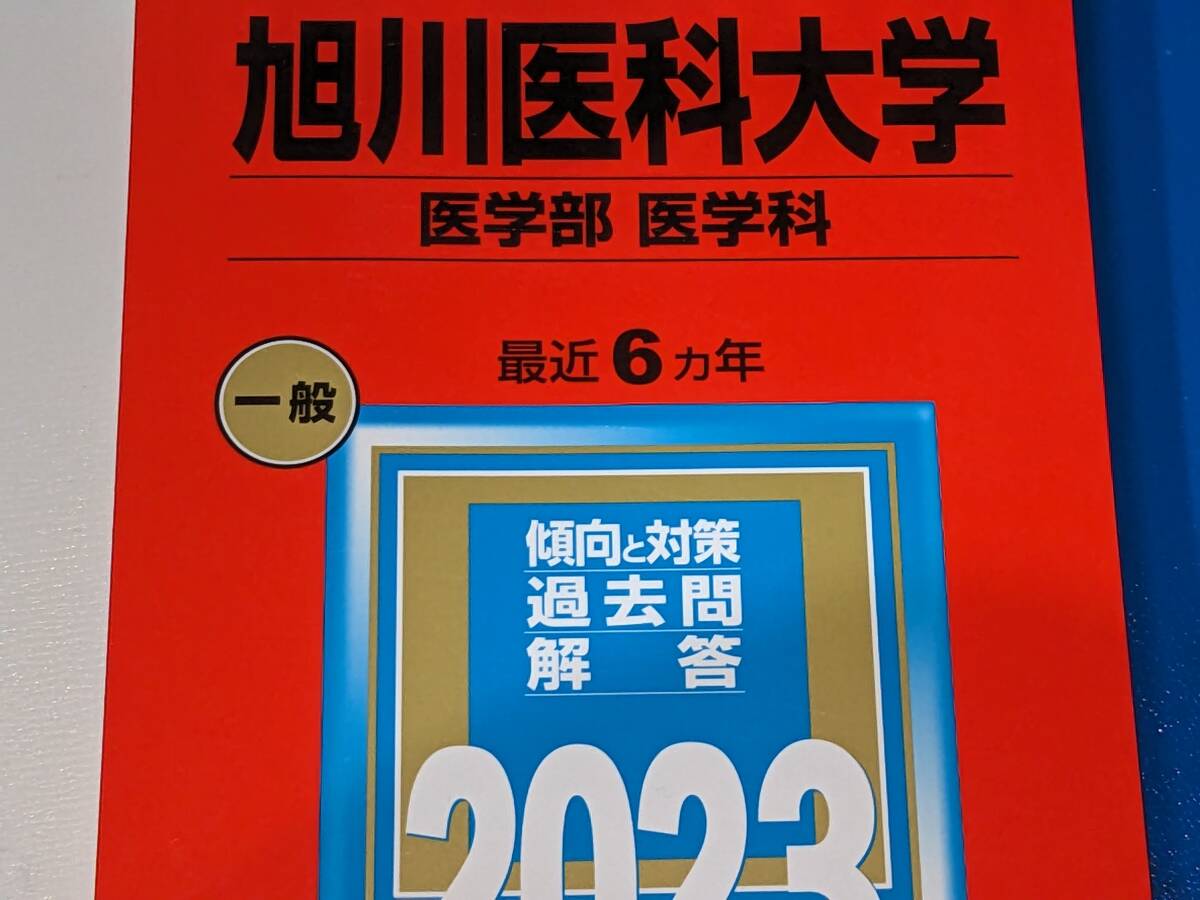 旭川医科大学
医学部 医学科
最近6カ年
一般
傾向と対策
過去問
解答
2023